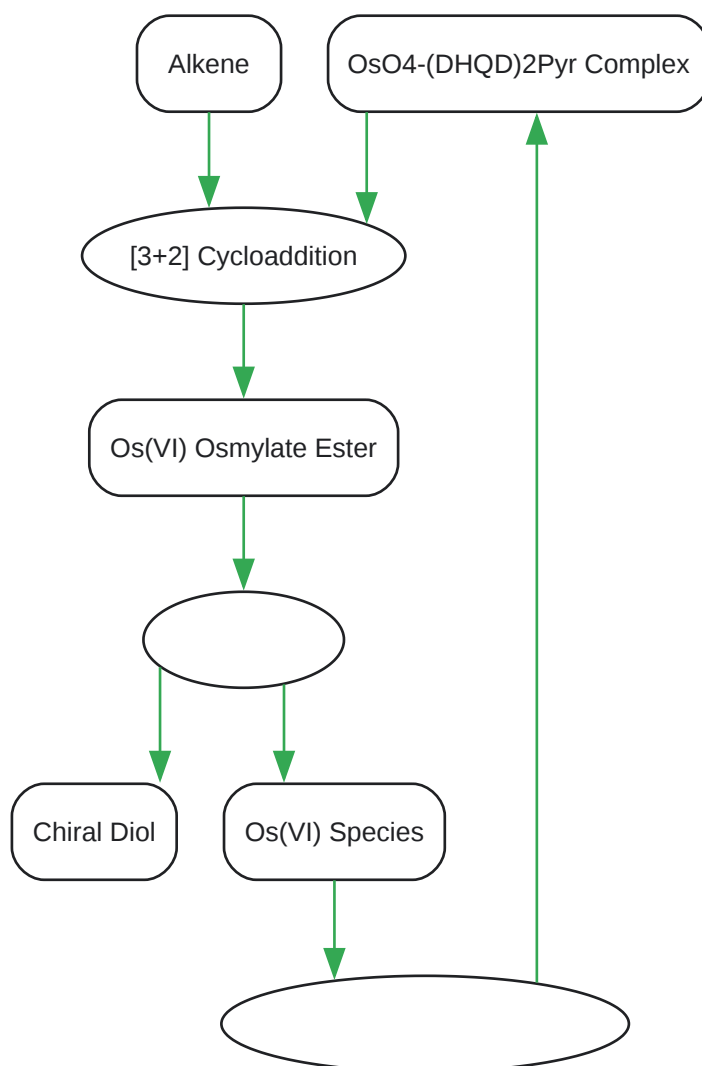 Alkene
OsO4-(DHQD)2Pyr Complex
[3+2] Cycloaddition
Os(VI) Osmylate Ester
Chiral Diol
Os(VI) Species